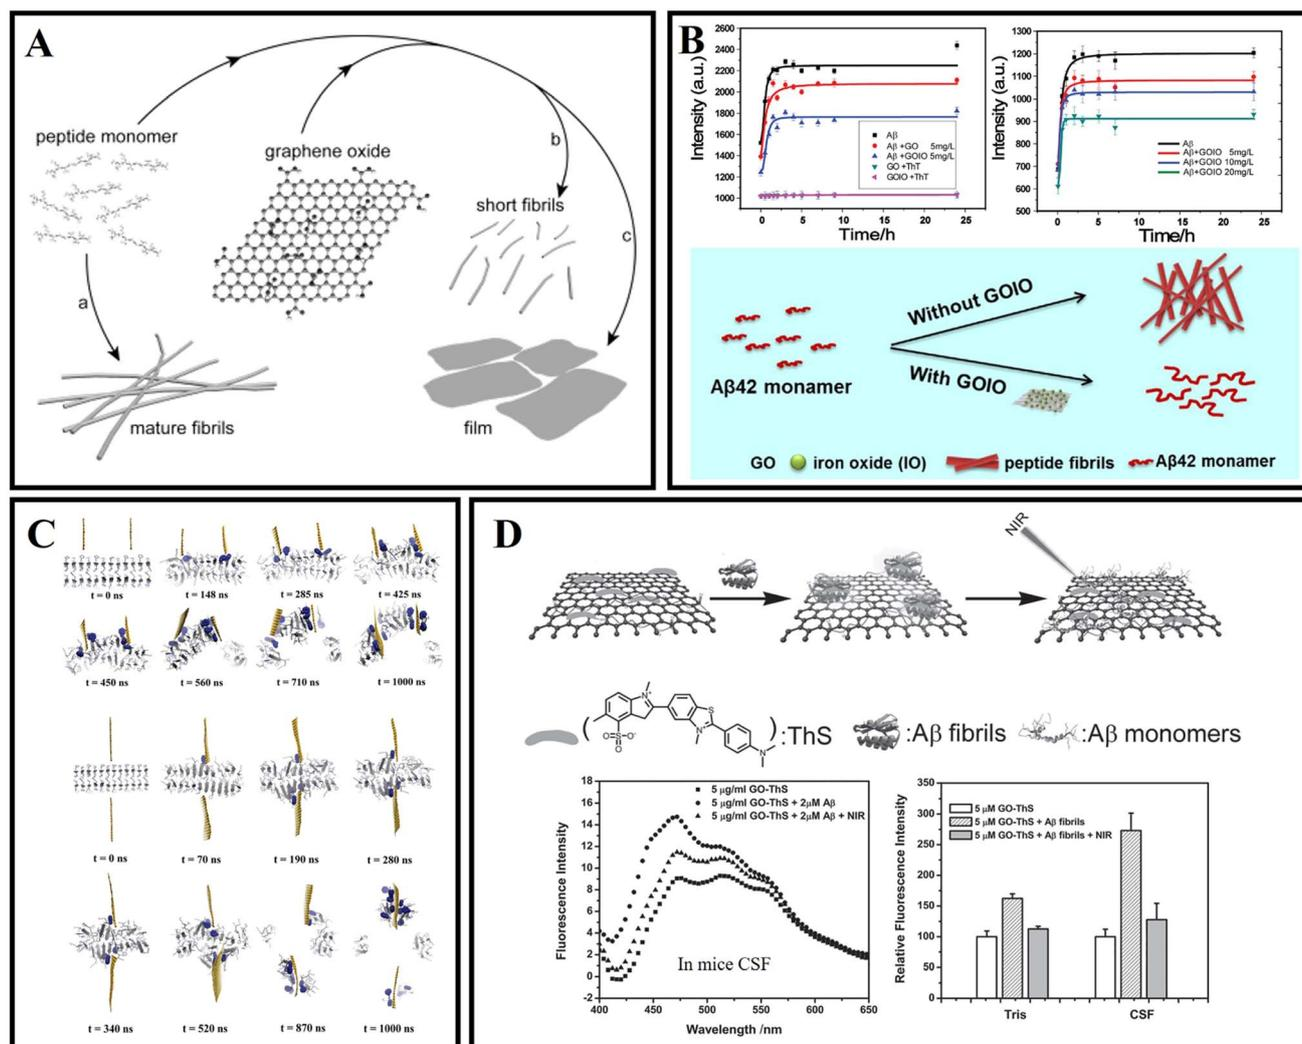 A
peptide monomer
graphene oxide
b
short fibrils
c
a
mature fibrils
film
B
2600
2400
2200
2000
1800
1600
1400
1200
1000
Intensity (a.u.)
Aβ
Aβ +GO 5mg/L
Aβ +GOIO 5mg/L
GO +ThT
GOIO +ThT
0 5 10 15 20 25
Time/h
1300
1200
1100
1000
900
800
700
600
500
Intensity (a.u.)
Aβ
Aβ+GOIO 5mg/L
Aβ+GOIO 10mg/L
Aβ+GOIO 20mg/L
0 5 10 15 20 25
Time/h
Without GOIO
Aβ42 monamer
With GOIO
GO iron oxide (IO) peptide fibrils Aβ42 monamer
C
t = 0 ns t = 148 ns t = 285 ns t = 425 ns
t = 450 ns t = 560 ns t = 710 ns t = 1000 ns
t = 0 ns t = 70 ns t = 190 ns t = 280 ns
t = 340 ns t = 520 ns t = 870 ns t = 1000 ns
D
NIR
( ):ThS :Aβ fibrils :Aβ monomers
N+
S
N+
S
O
O
O-
N
18
16
14
12
10
8
6
4
2
0
-2
Fluorescence Intensity
5 μg/ml GO-ThS
5 μg/ml GO-ThS + 2μM Aβ
5 μg/ml GO-ThS + 2μM Aβ + NIR
In mice CSF
400 450 500 550 600 650
Wavelength /nm
350
300
250
200
150
100
50
0
Relative Fluorescence Intensity
5 μM GO-ThS
5 μM GO-ThS + Aβ fibrils
5 μM GO-ThS + Aβ fibrils + NIR
Tris CSF